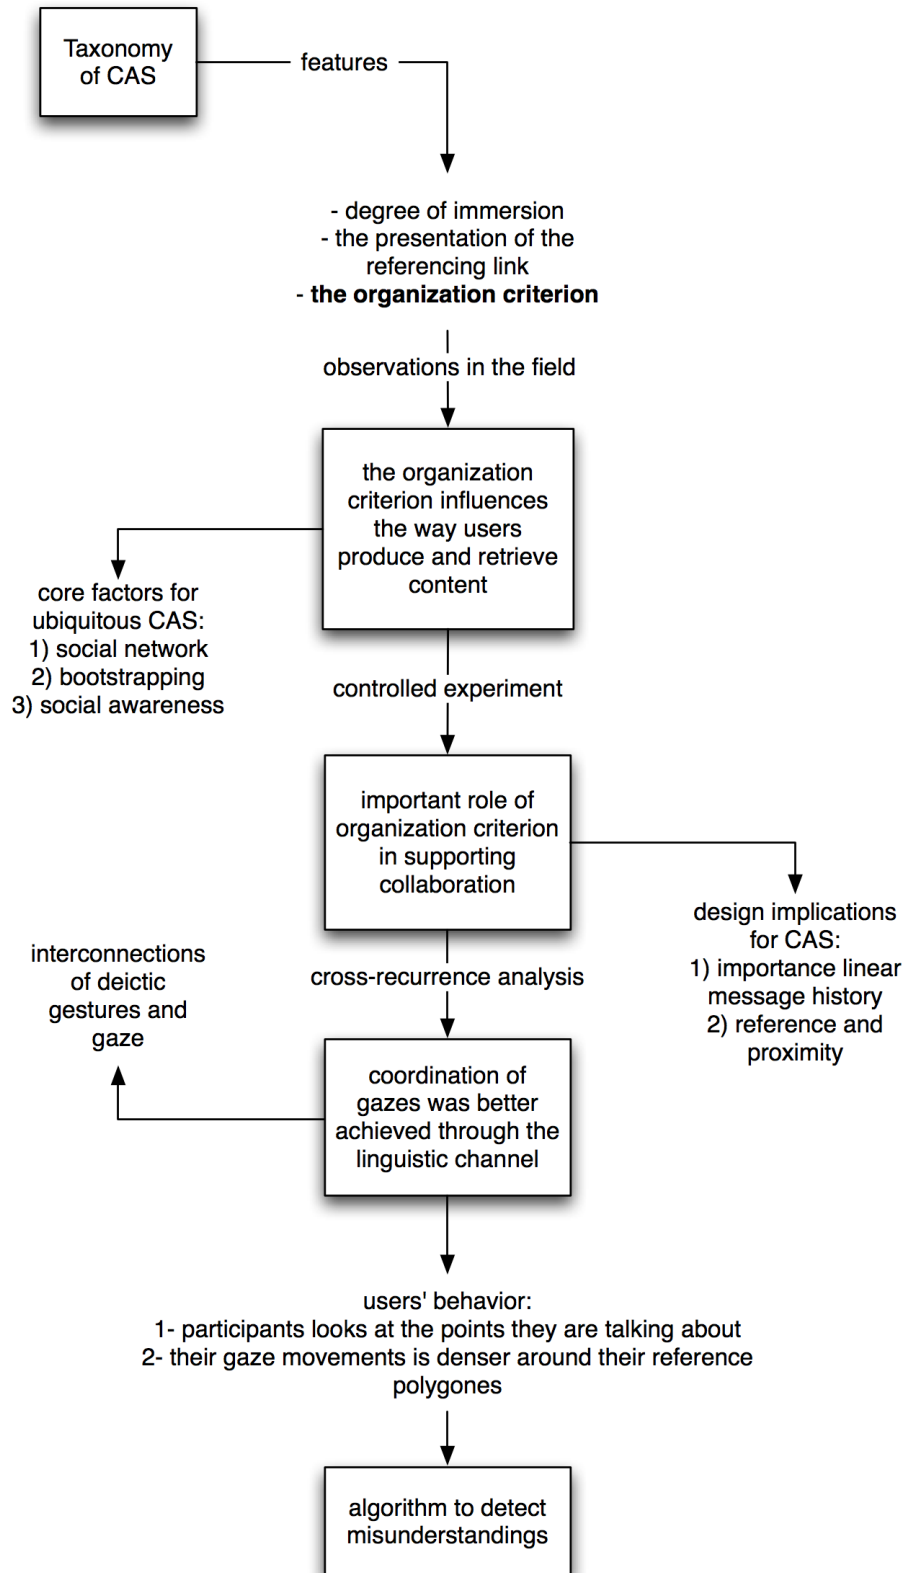 Taxonomy
of CAS
features
- degree of immersion
- the presentation of the
referencing link
- the organization criterion
observations in the field
the organization
criterion influences
the way users
produce and retrieve
content
core factors for
ubiquitous CAS:
1) social network
2) bootstrapping
3) social awareness
controlled experiment
important role of
organization criterion
in supporting
collaboration
design implications
for CAS:
1) importance linear
message history
2) reference and
proximity
cross-recurrence analysis
interconnections
of deictic
gestures and
gaze
coordination of
gazes was better
achieved through the
linguistic channel
users' behavior:
1- participants looks at the points they are talking about
2- their gaze movements is denser around their reference
polygones
algorithm to detect
misunderstandings